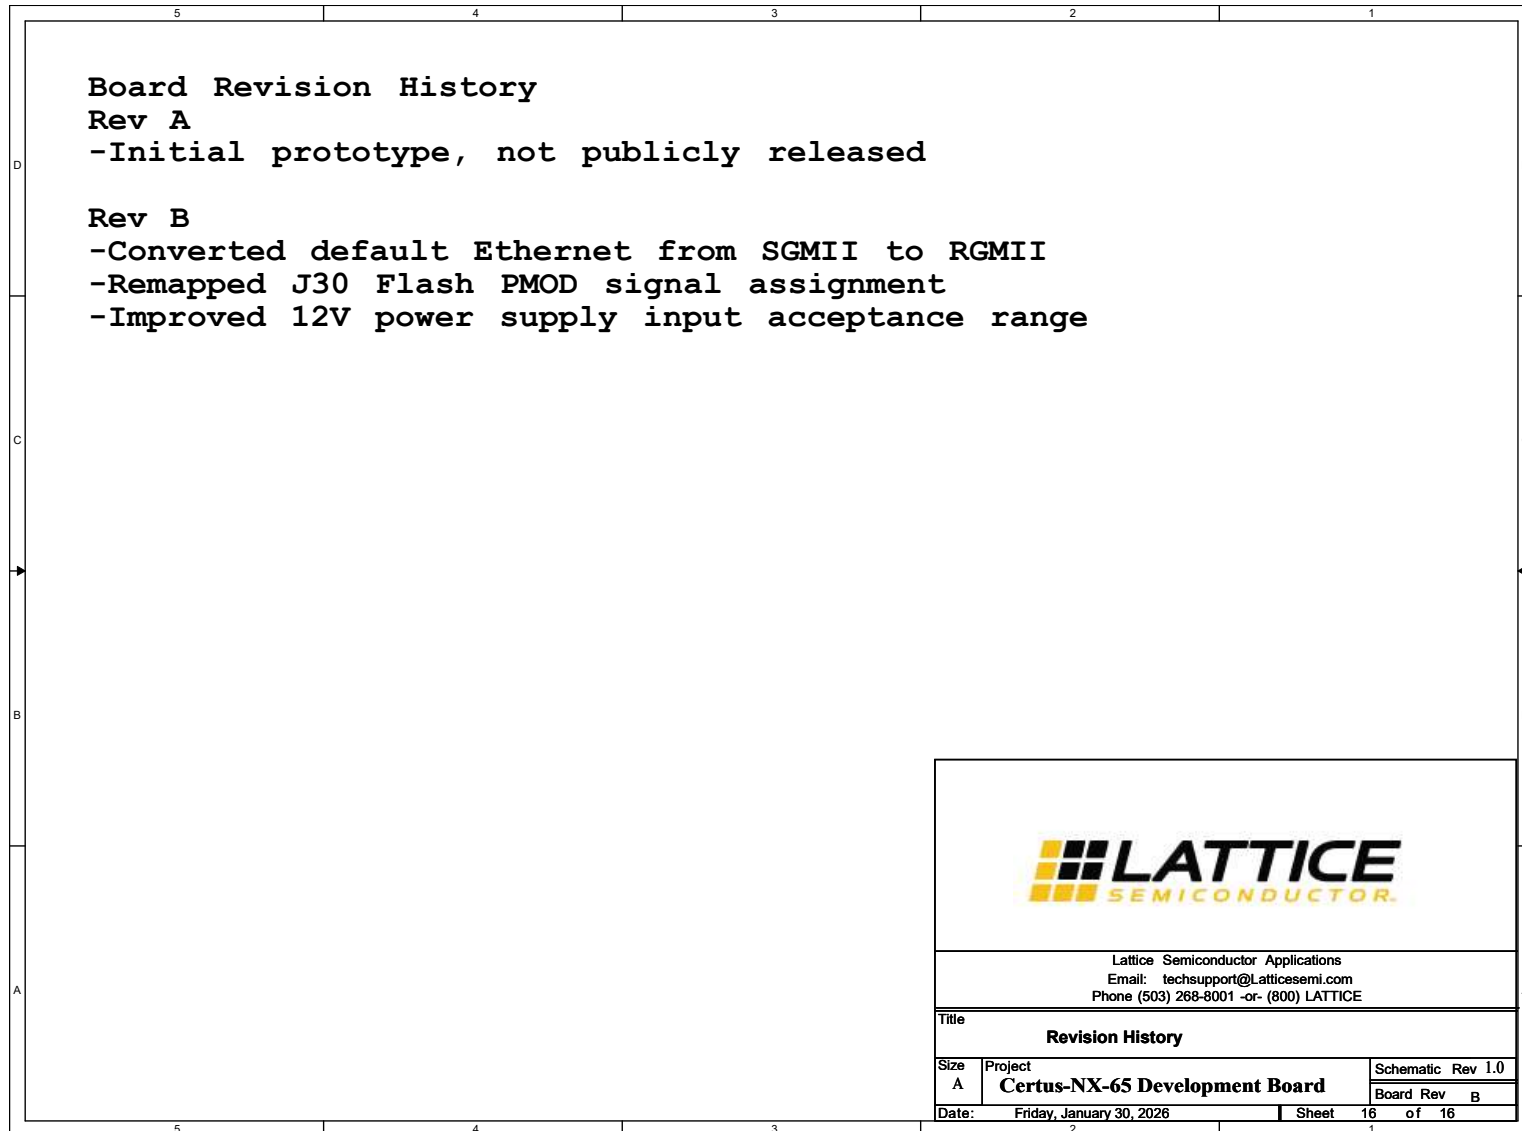 5 4 3 2 1
Board Revision History
Rev A
-Initial prototype, not publicly released
D
Rev B
-Converted default Ethernet from SGMII to RGMII
-Remapped J30 Flash PMOD signal assignment
-Improved 12V power supply input acceptance range
C
B
LATTICE
SEMICONDUCTOR
Lattice Semiconductor Applications
Email: techsupport@Latticesemi.com
A
Phone (503) 268-8001 -or- (800) LATTICE
Title
Revision History
Size Project Schematic Rev 1.0
A Certus-NX-65 Development Board
Board Rev B
Date: Friday, January 30, 2026 Sheet 16 of 16
5 4 3 2 1